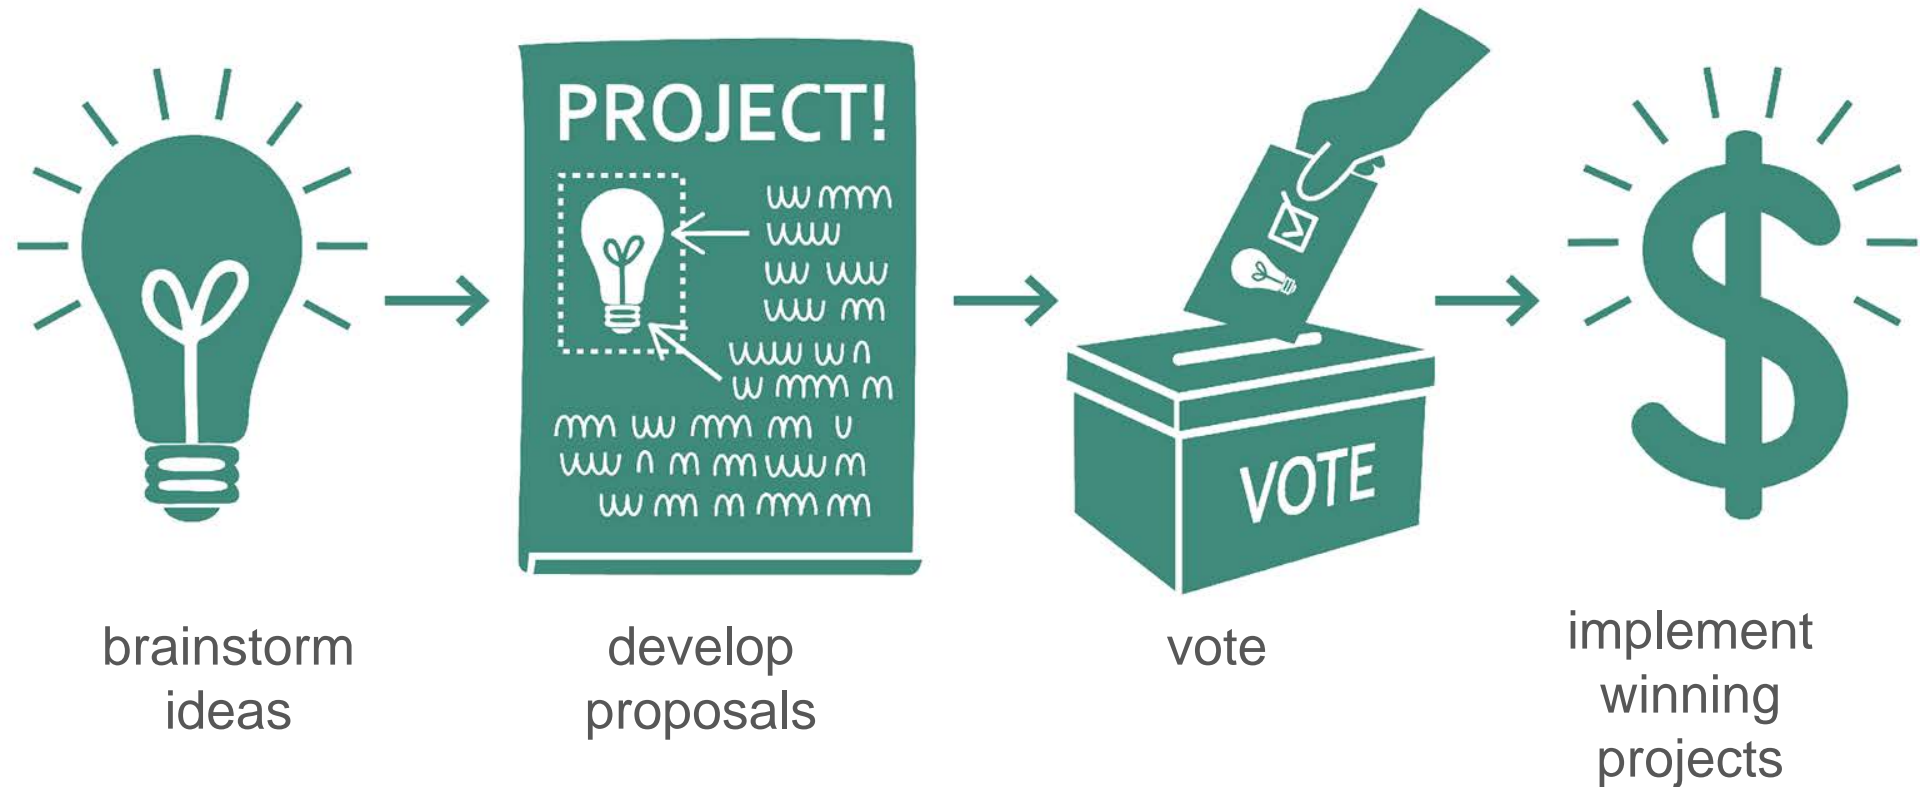 PROJECT!
VOTE
brainstorm
ideas
develop
proposals
vote
implement
winning
projects